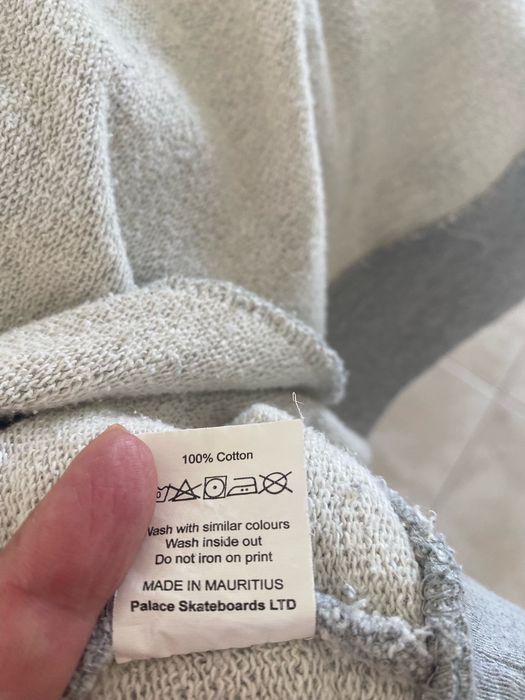 100% Cotton
with similar colours
Wash inside out
Do not iron on print
MADE IN MAURITIUS
Palace Skateboards LTD